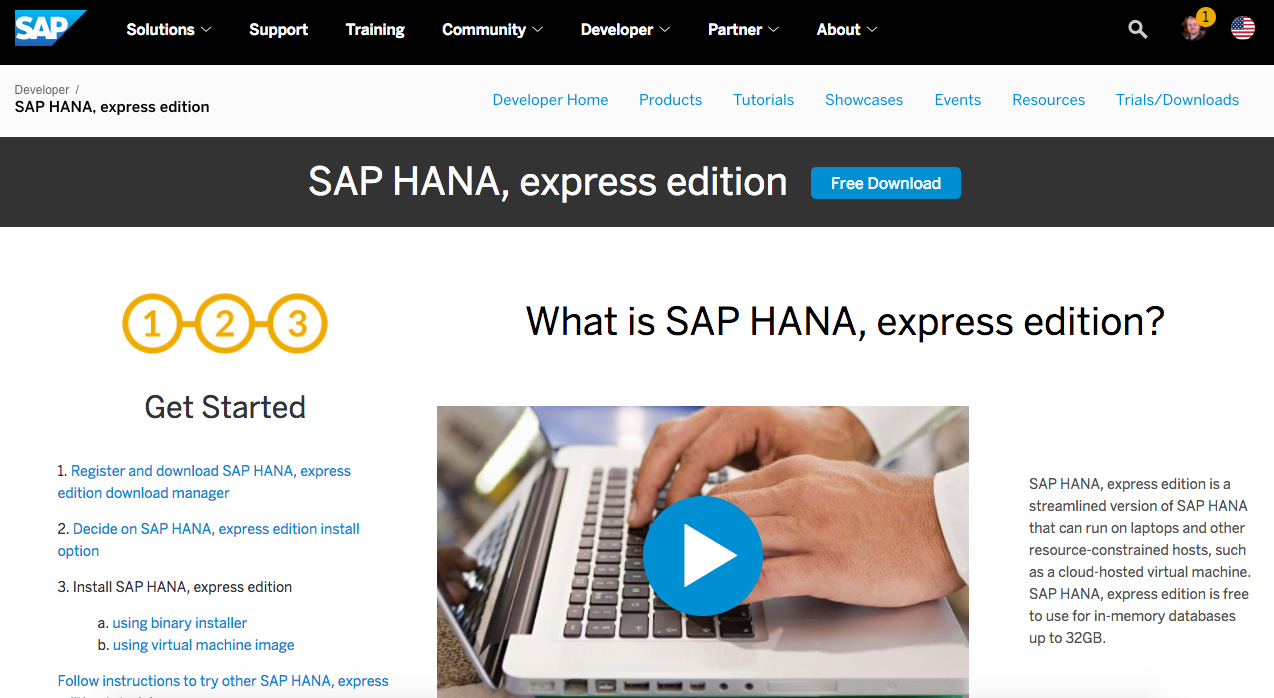 SAP
Solutions
Support
Training
Community
Developer
Partner
About
1
Developer /
SAP HANA, express edition
Developer Home
Products
Tutorials
Showcases
Events
Resources
Trials/Downloads
SAP HANA, express edition
Free Download
1 2 3
Get Started
1. Register and download SAP HANA, express
edition download manager
2. Decide on SAP HANA, express edition install
option
3. Install SAP HANA, express edition
a. using binary installer
b. using virtual machine image
Follow instructions to try other SAP HANA, express
What is SAP HANA, express edition?
SAP HANA, express edition is a
streamlined version of SAP HANA
that can run on laptops and other
resource-constrained hosts, such
as a cloud-hosted virtual machine.
SAP HANA, express edition is free
to use for in-memory databases
up to 32GB.